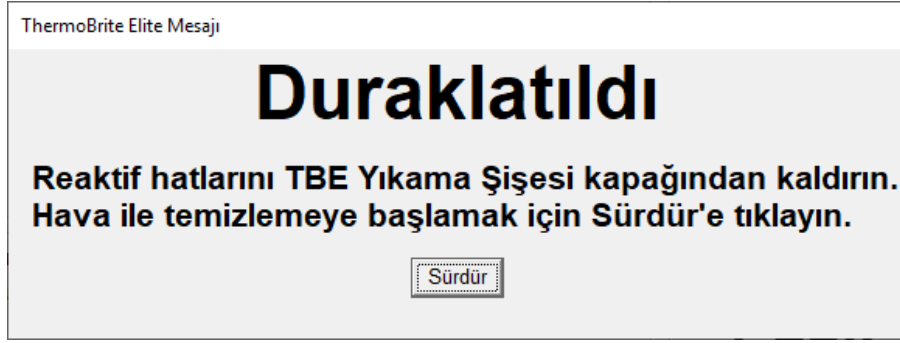 ThermoBrite Elite Mesajı
Duraklatıldı
Reaktif hatlarını TBE Yıkama Şişesi kapağından kaldırın.
Hava ile temizlemeye başlamak için Sürdür'e tıklayın.
Sürdür